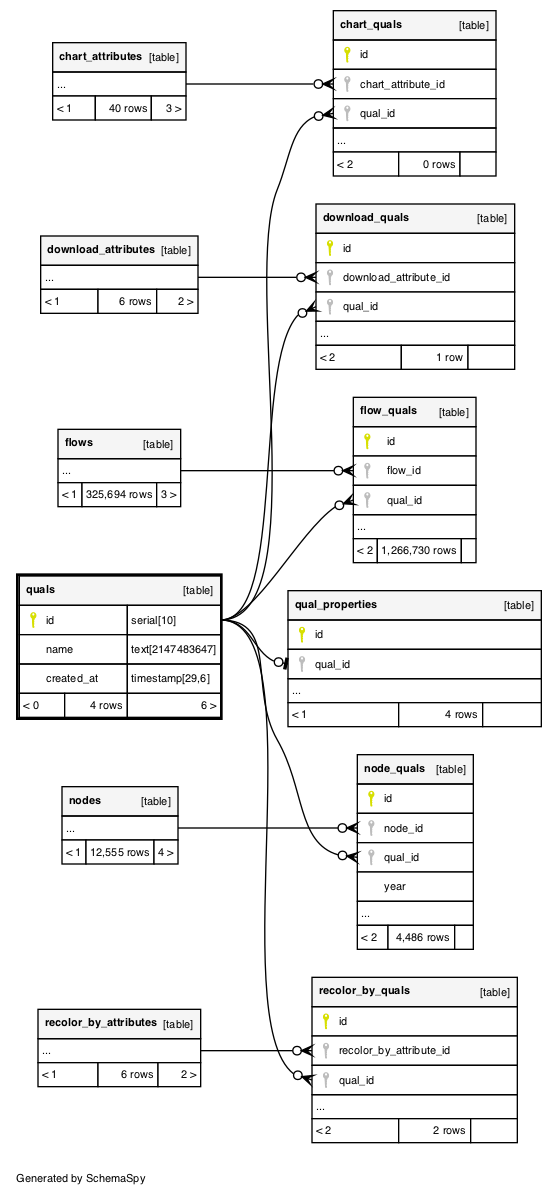 chart_attributes [table]
...
< 1 40 rows 3 >
chart_quals [table]
id
chart_attribute_id
qual_id
...
< 2 0 rows
download_attributes [table]
...
< 1 6 rows 2 >
download_quals [table]
id
download_attribute_id
qual_id
...
< 2 1 row
flows [table]
...
< 1 325,694 rows 3 >
flow_quals [table]
id
flow_id
qual_id
...
< 2 1,266,730 rows
quals [table]
id serial[10]
name text[2147483647]
created_at timestamp[29,6]
< 0 4 rows 6 >
qual_properties [table]
id
qual_id
...
< 1 4 rows
nodes [table]
...
< 1 12,555 rows 4 >
node_quals [table]
id
node_id
qual_id
year
...
< 2 4,486 rows
recolor_by_attributes [table]
...
< 1 6 rows 2 >
recolor_by_quals [table]
id
recolor_by_attribute_id
qual_id
...
< 2 2 rows
Generated by SchemaSpy